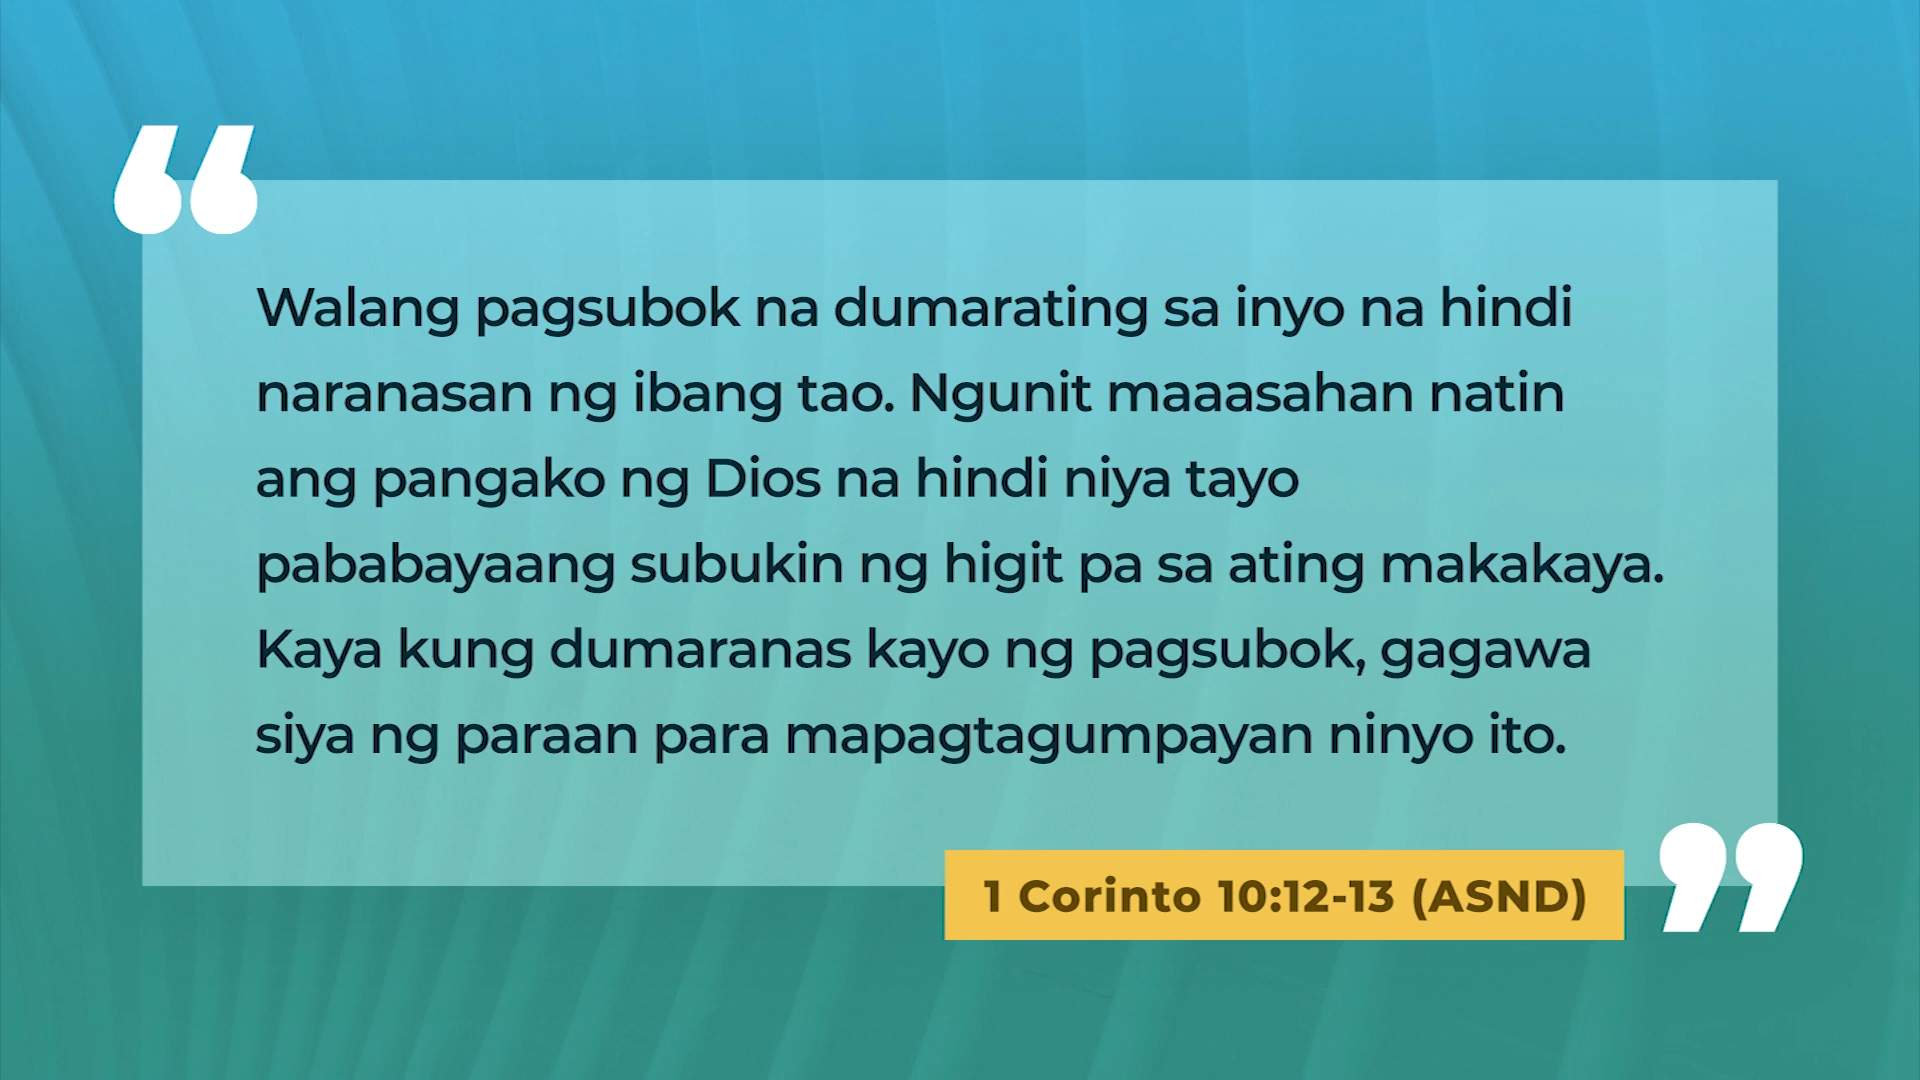 Walang pagsubok na dumarating sa inyo na hindi
naranasan ng ibang tao. Ngunit maaasahan natin
ang pangako ng Dios na hindi niya tayo
pababayaang subukin ng higit pa sa ating makakaya.
Kaya kung dumaranas kayo ng pagsubok, gagawa
siya ng paraan para mapagtagumpayan ninyo ito.
1 Corinto 10:12-13 (ASND)